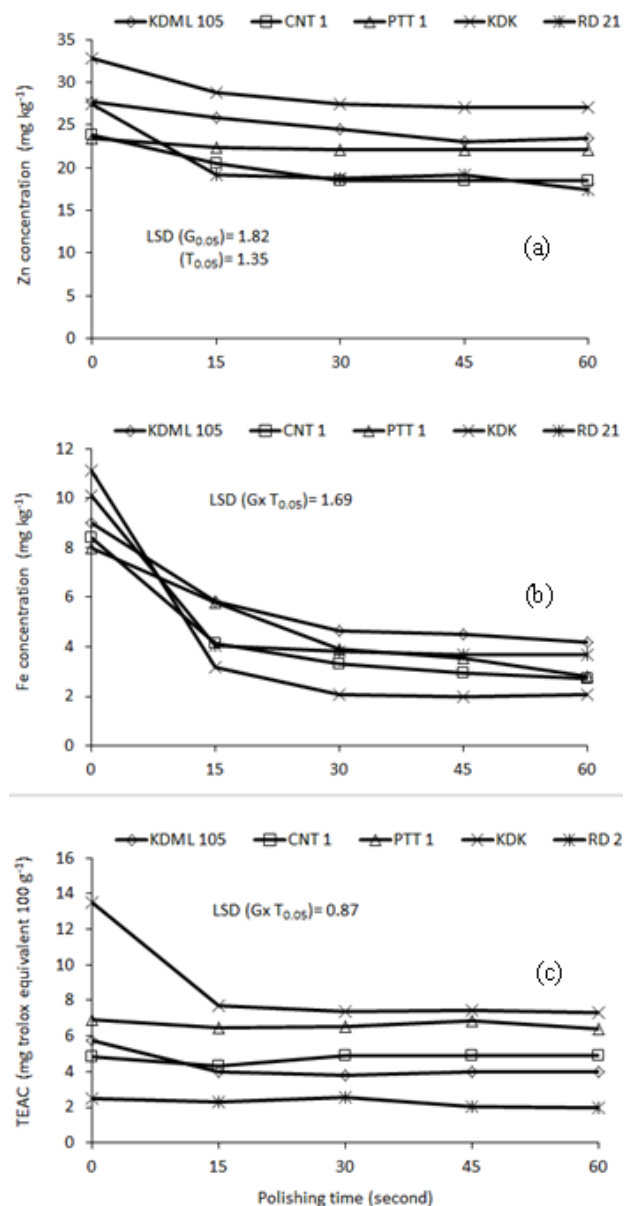 KDML 105 CNT 1 PTT 1 KDK RD 21
35
30
25
20
15
10
5
0
Zn concentration (mg kg⁻¹)
LSD (G₀.₀₅)= 1.82
(T₀.₀₅)= 1.35
(a)
0 15 30 45 60
KDML 105 CNT 1 PTT 1 KDK RD 21
12
10
8
6
4
2
0
Fe concentration (mg kg⁻¹)
LSD (Gx T₀.₀₅)= 1.69
(b)
0 15 30 45 60
KDML 105 CNT 1 PTT 1 KDK RD 2
16
14
12
10
8
6
4
2
0
TEAC (mg trolox equivalent 100 g⁻¹)
LSD (Gx T₀.₀₅)= 0.87
(c)
0 15 30 45 60
Polishing time (second)